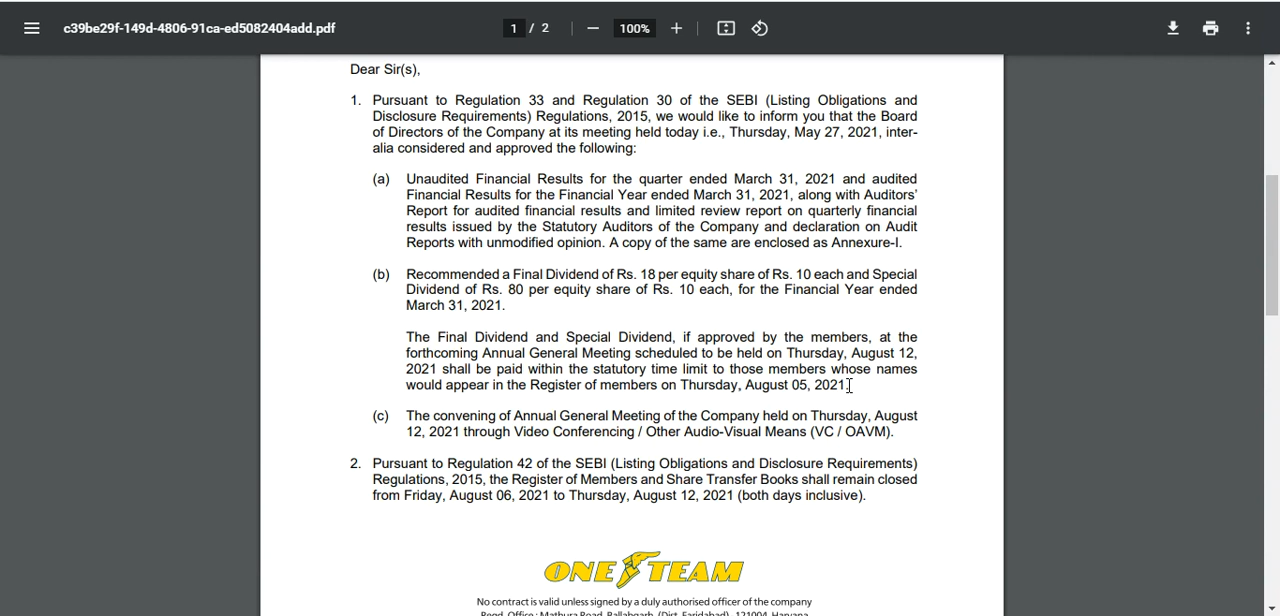 c39be29f-149d-4806-91ca-ed5082404add.pdf
1 / 2
100%
Dear Sir(s),
1. Pursuant to Regulation 33 and Regulation 30 of the SEBI (Listing Obligations and
Disclosure Requirements) Regulations, 2015, we would like to inform you that the Board
of Directors of the Company at its meeting held today i.e., Thursday, May 27, 2021, inter-
alia considered and approved the following:
(a) Unaudited Financial Results for the quarter ended March 31, 2021 and audited
Financial Results for the Financial Year ended March 31, 2021, along with Auditors'
Report for audited financial results and limited review report on quarterly financial
results issued by the Statutory Auditors of the Company and declaration on Audit
Reports with unmodified opinion. A copy of the same are enclosed as Annexure-I.
(b) Recommended a Final Dividend of Rs. 18 per equity share of Rs. 10 each and Special
Dividend of Rs. 80 per equity share of Rs. 10 each, for the Financial Year ended
March 31, 2021.
The Final Dividend and Special Dividend, if approved by the members, at the
forthcoming Annual General Meeting scheduled to be held on Thursday, August 12,
2021 shall be paid within the statutory time limit to those members whose names
would appear in the Register of members on Thursday, August 05, 2021.
(c) The convening of Annual General Meeting of the Company held on Thursday, August
12, 2021 through Video Conferencing / Other Audio-Visual Means (VC / OAVM).
2. Pursuant to Regulation 42 of the SEBI (Listing Obligations and Disclosure Requirements)
Regulations, 2015, the Register of Members and Share Transfer Books shall remain closed
from Friday, August 06, 2021 to Thursday, August 12, 2021 (both days inclusive).
ONE TEAM
No contract is valid unless signed by a duly authorised officer of the company
Regd. Office : Mathura Road, Ballabgarh, (Dist. Faridabad), 121004, Haryana